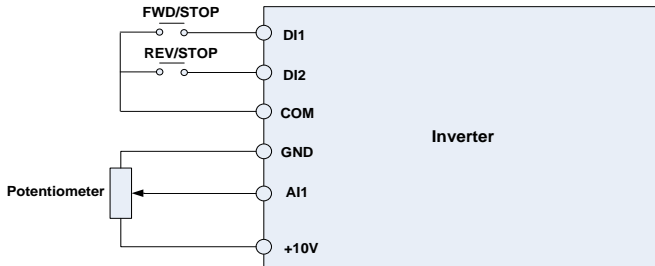 FWD/STOP
DI1
REV/STOP
DI2
COM
Inverter
GND
Potentiometer
AI1
+10V